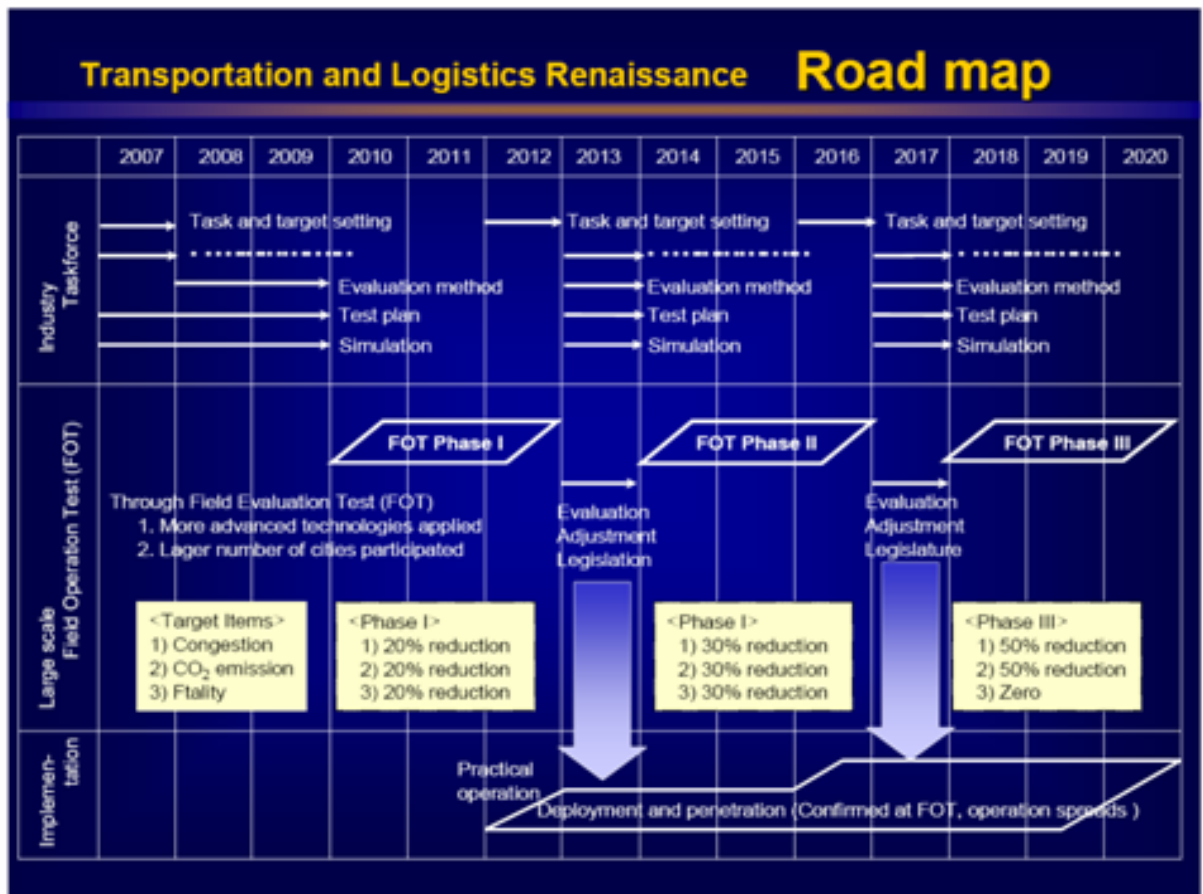 Transportation and Logistics Renaissance Road map
2007 2008 2009 2010 2011 2012 2013 2014 2015 2016 2017 2018 2019 2020
Industry
Taskforce
Task and target setting
Task and target setting
Task and target setting
Evaluation method
Evaluation method
Evaluation method
Test plan
Test plan
Test plan
Simulation
Simulation
Simulation
Large scale
Field Operation Test (FOT)
FOT Phase I
FOT Phase II
FOT Phase III
Through Field Evaluation Test (FOT)
1. More advanced technologies applied
2. Lager number of cities participated
Evaluation
Adjustment
Legislation
Evaluation
Adjustment
Legislature
<Target Items>
1) Congestion
2) CO₂ emission
3) Ftality
<Phase I>
1) 20% reduction
2) 20% reduction
3) 20% reduction
<Phase I>
1) 30% reduction
2) 30% reduction
3) 30% reduction
<Phase III>
1) 50% reduction
2) 50% reduction
3) Zero
Implemen-
tation
Practical
operation
Deployment and penetration (Confirmed at FOT, operation spreads )